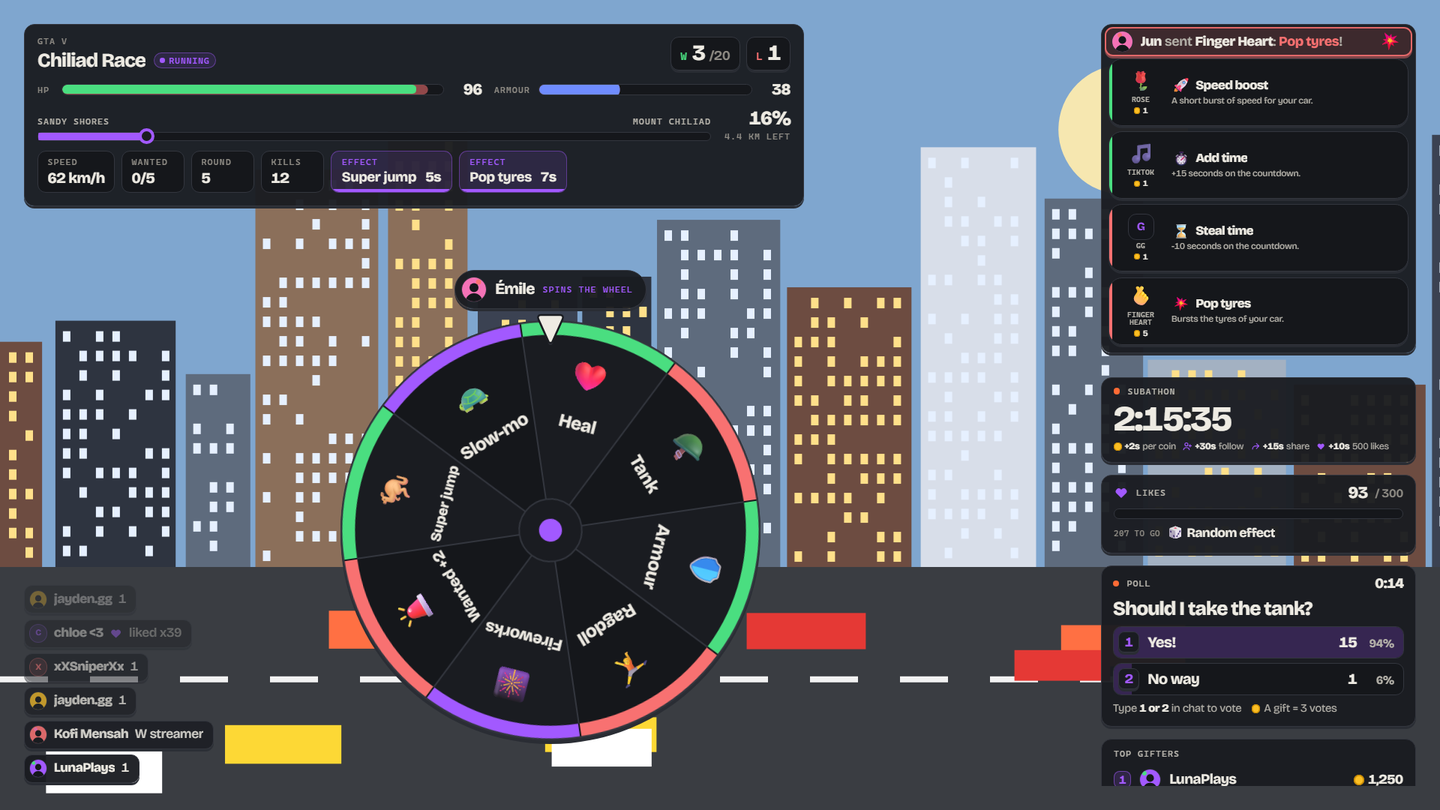 GTA V
Chiliad Race
RUNNING
W 3 /20
L 1
HP
96
ARMOUR
38
SANDY SHORES
MOUNT CHILIAD
16%
4.4 KM LEFT
SPEED
62 km/h
WANTED
0/5
ROUND
5
KILLS
12
EFFECT
Super jump 5s
EFFECT
Pop tyres 7s
Émile SPINS THE WHEEL
Heal
Tank
Armour
Ragdoll
Fireworks
Wanted +2
Super jump
Slow-mo
jayden.gg 1
C chloe <3 liked x39
X xXSniperXx 1
jayden.gg 1
Kofi Mensah W streamer
LunaPlays 1
Jun sent Finger Heart: Pop tyres!
ROSE
1
Speed boost
A short burst of speed for your car.
TIKTOK
1
Add time
+15 seconds on the countdown.
G
GG
1
Steal time
-10 seconds on the countdown.
FINGER
HEART
5
Pop tyres
Bursts the tyres of your car.
SUBATHON
2:15:35
+2s per coin +30s follow +15s share +10s 500 likes
LIKES
93 / 300
207 TO GO Random effect
POLL
0:14
Should I take the tank?
1 Yes! 15 94%
2 No way 1 6%
Type 1 or 2 in chat to vote A gift = 3 votes
TOP GIFTERS
1 LunaPlays 1,250